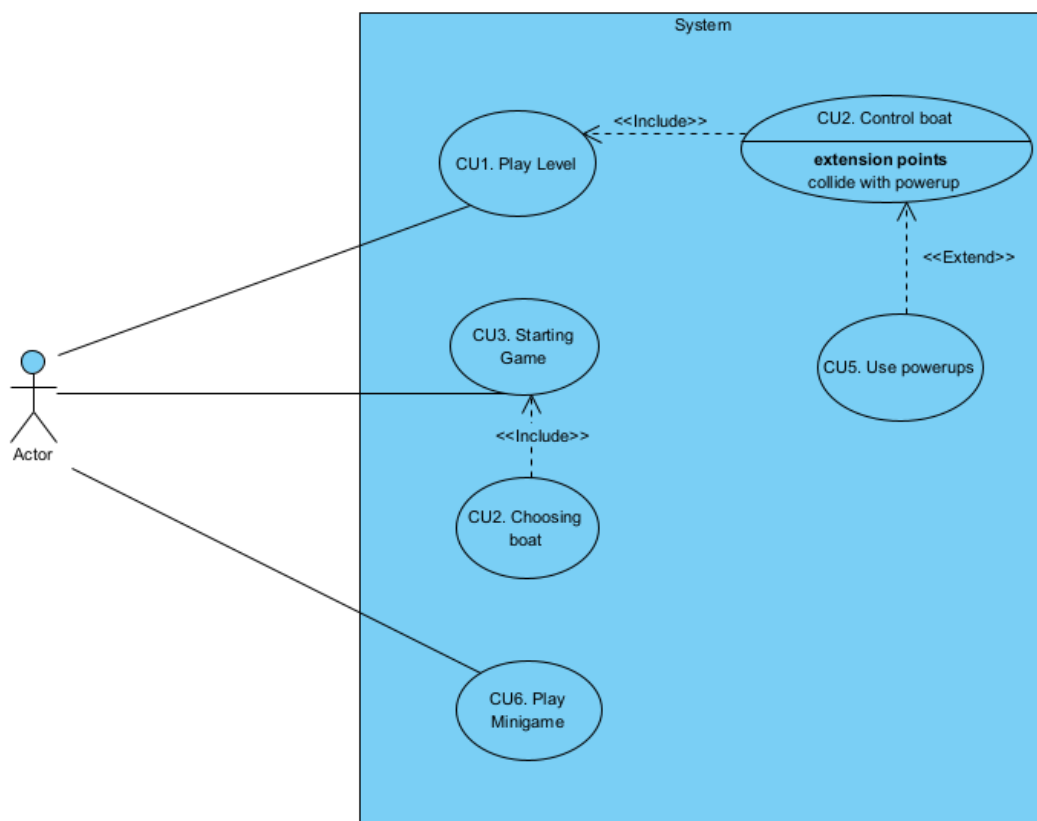 System
CU1. Play Level
<<Include>>
CU2. Control boat
extension points
collide with powerup
<<Extend>>
CU3. Starting
Game
CU5. Use powerups
<<Include>>
Actor
CU2. Choosing
boat
CU6. Play
Minigame